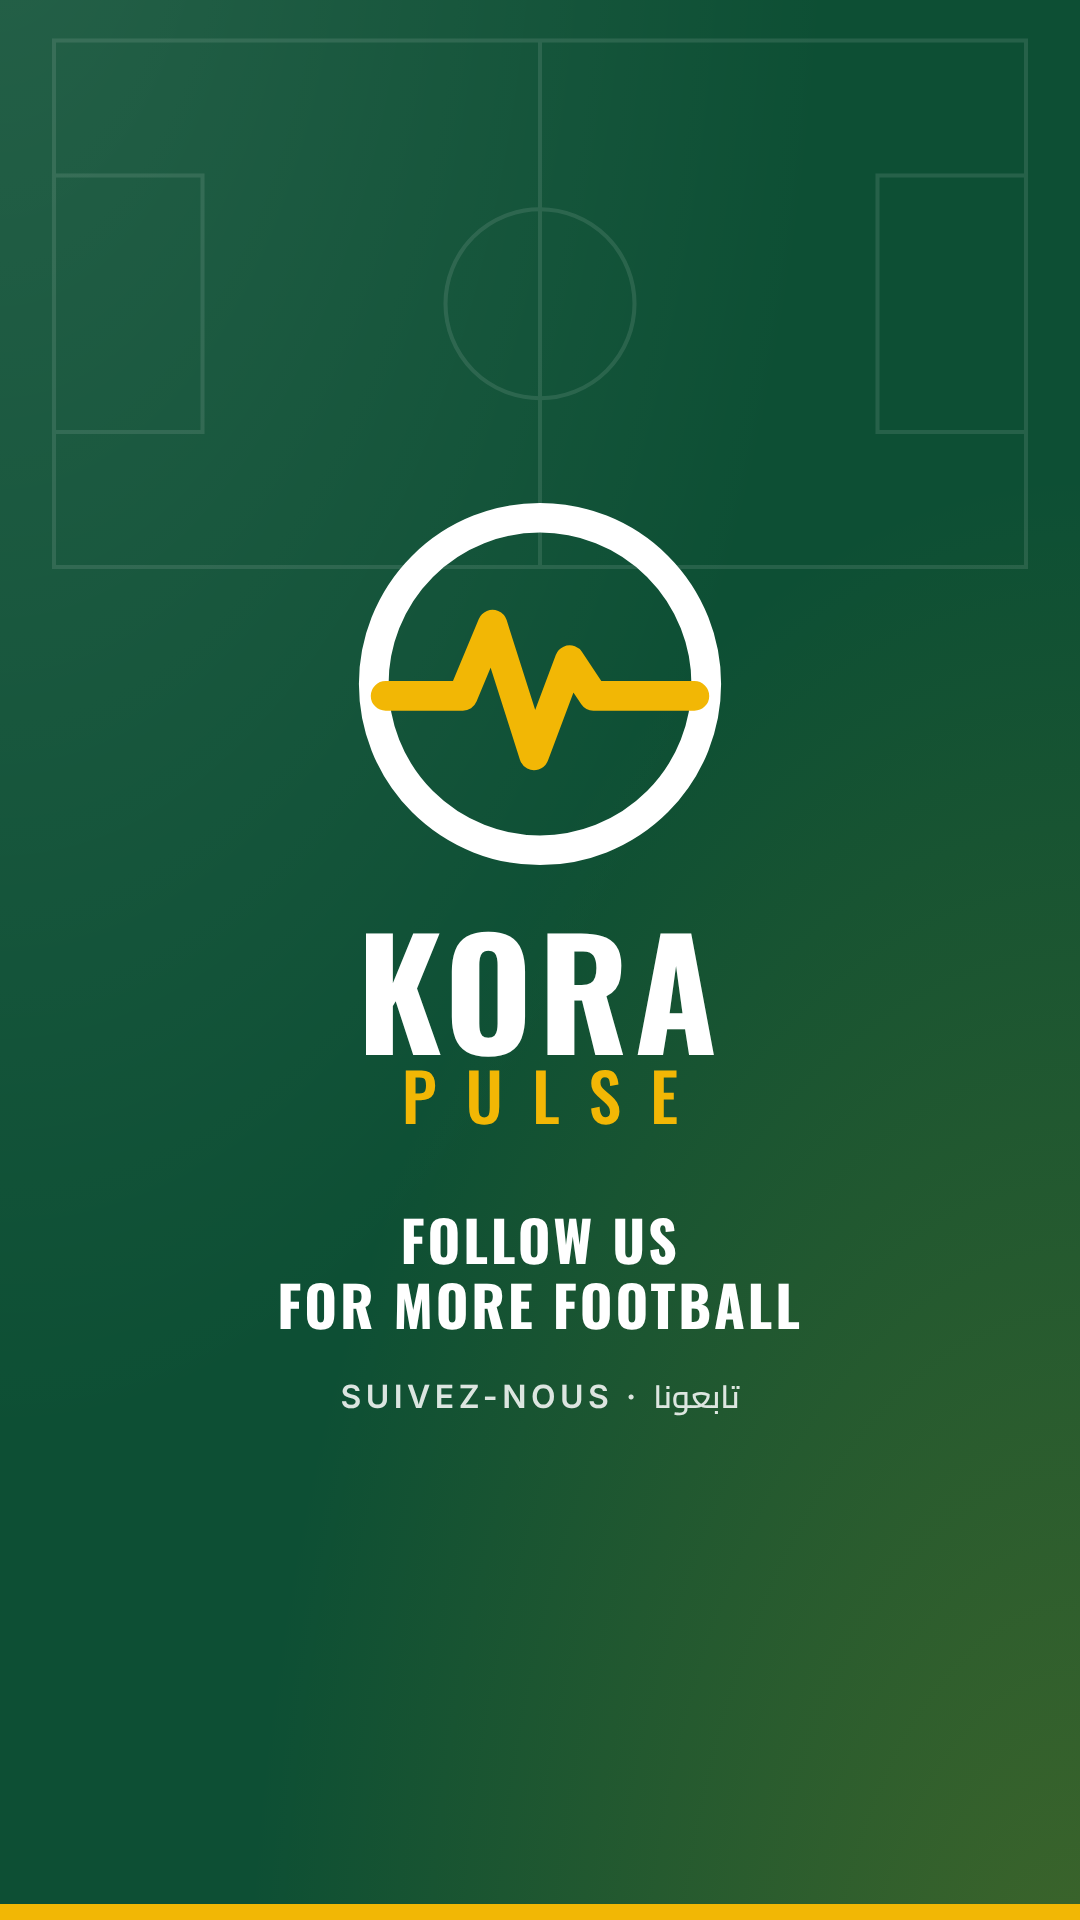 KORA
PULSE
FOLLOW US
FOR MORE FOOTBALL
SUIVEZ-NOUS · تابعونا